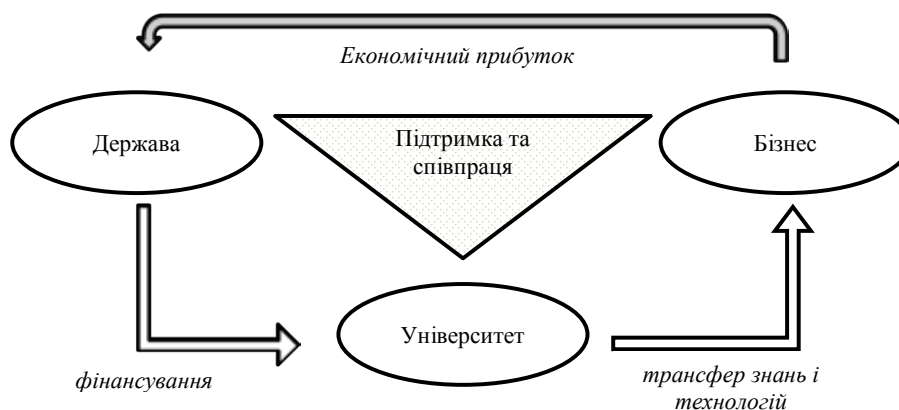 Економічний прибуток
Держава
Підтримка та
співпраця
Бізнес
Університет
фінансування
трансфер знань і
технологій